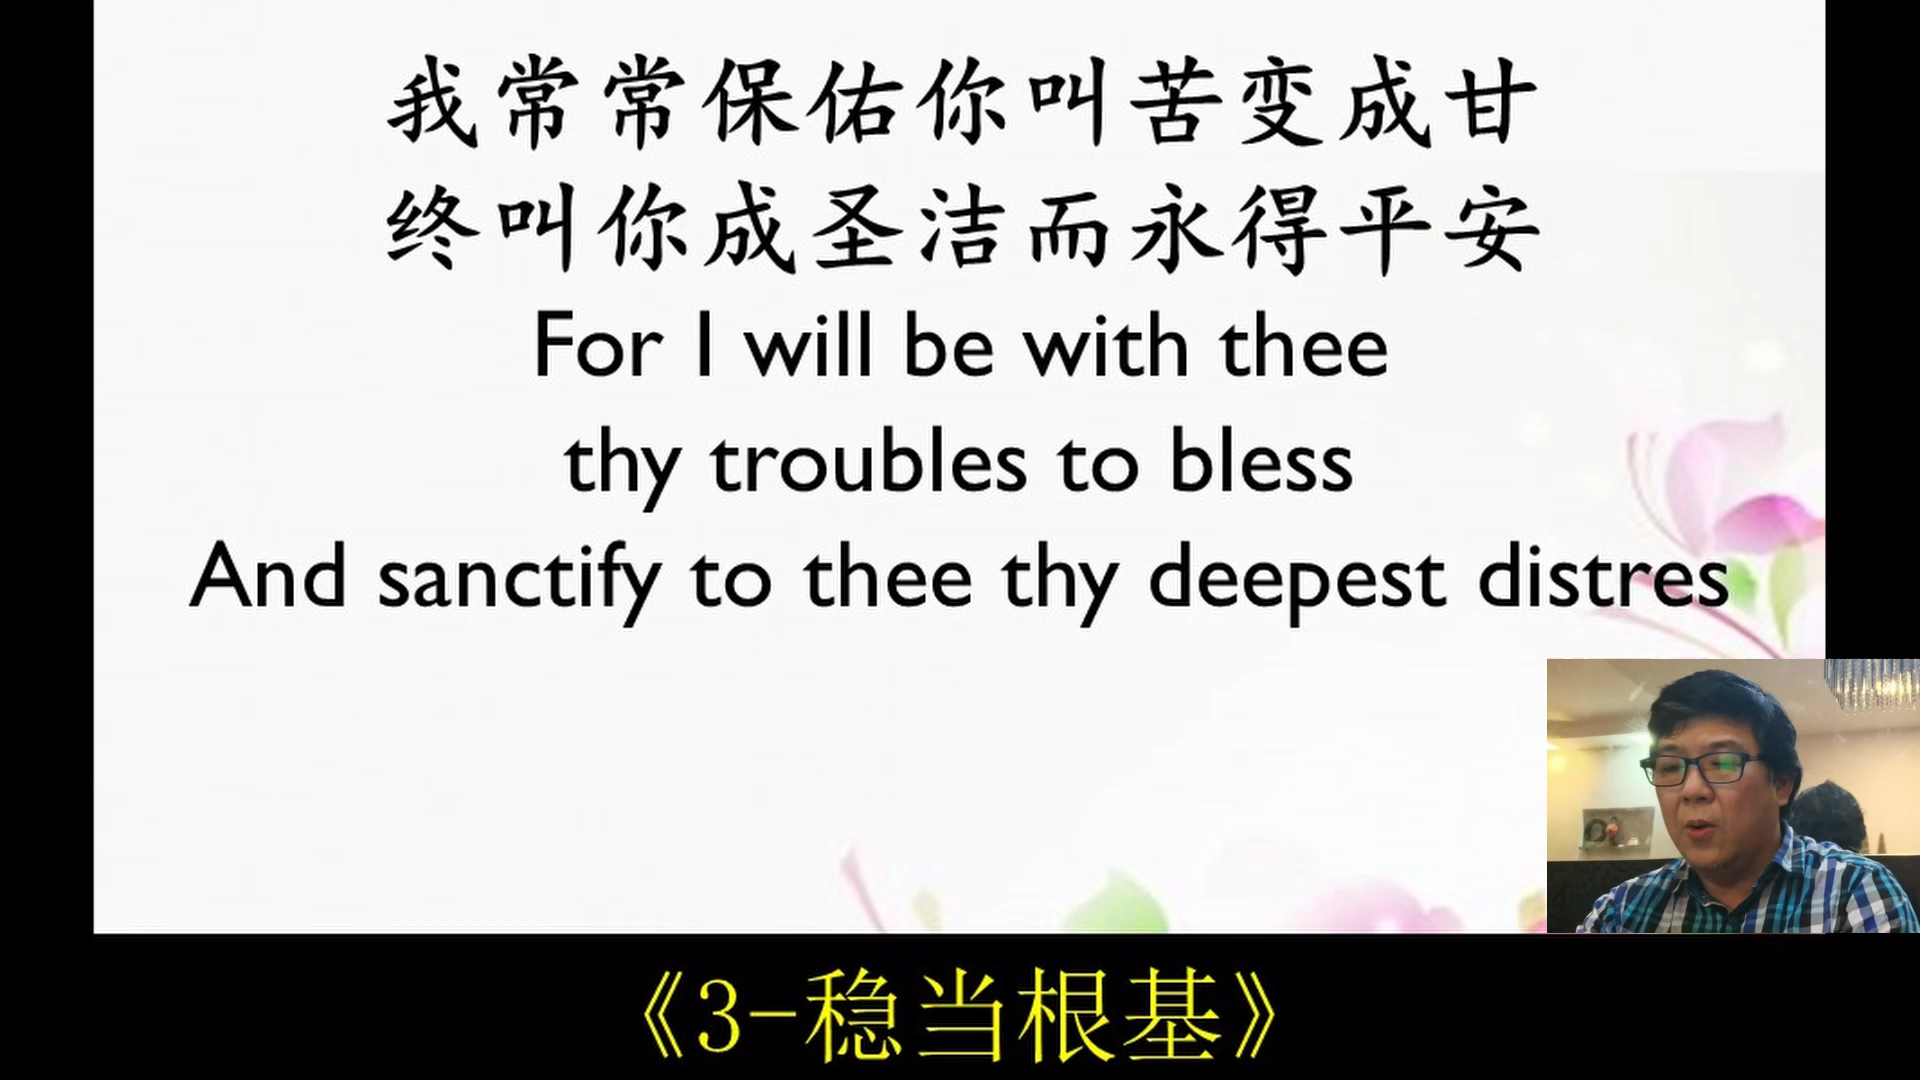 我常常保佑你叫苦变成甘
终叫你成圣洁而永得平安
For I will be with thee
thy troubles to bless
And sanctify to thee thy deepest distres
《3-稳当根基》